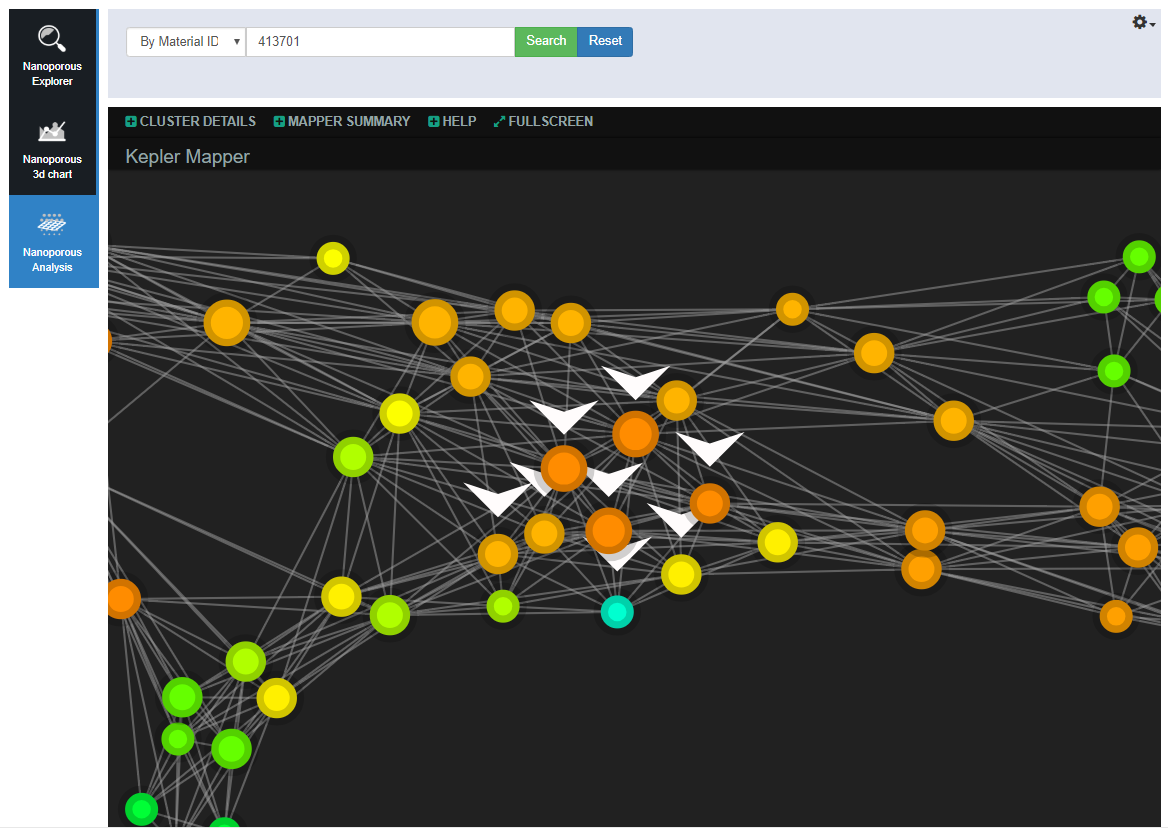 Nanoporous
Explorer
Nanoporous
3d chart
Nanoporous
Analysis
By Material ID
413701
Search
Reset
CLUSTER DETAILS
MAPPER SUMMARY
HELP
FULLSCREEN
Kepler Mapper